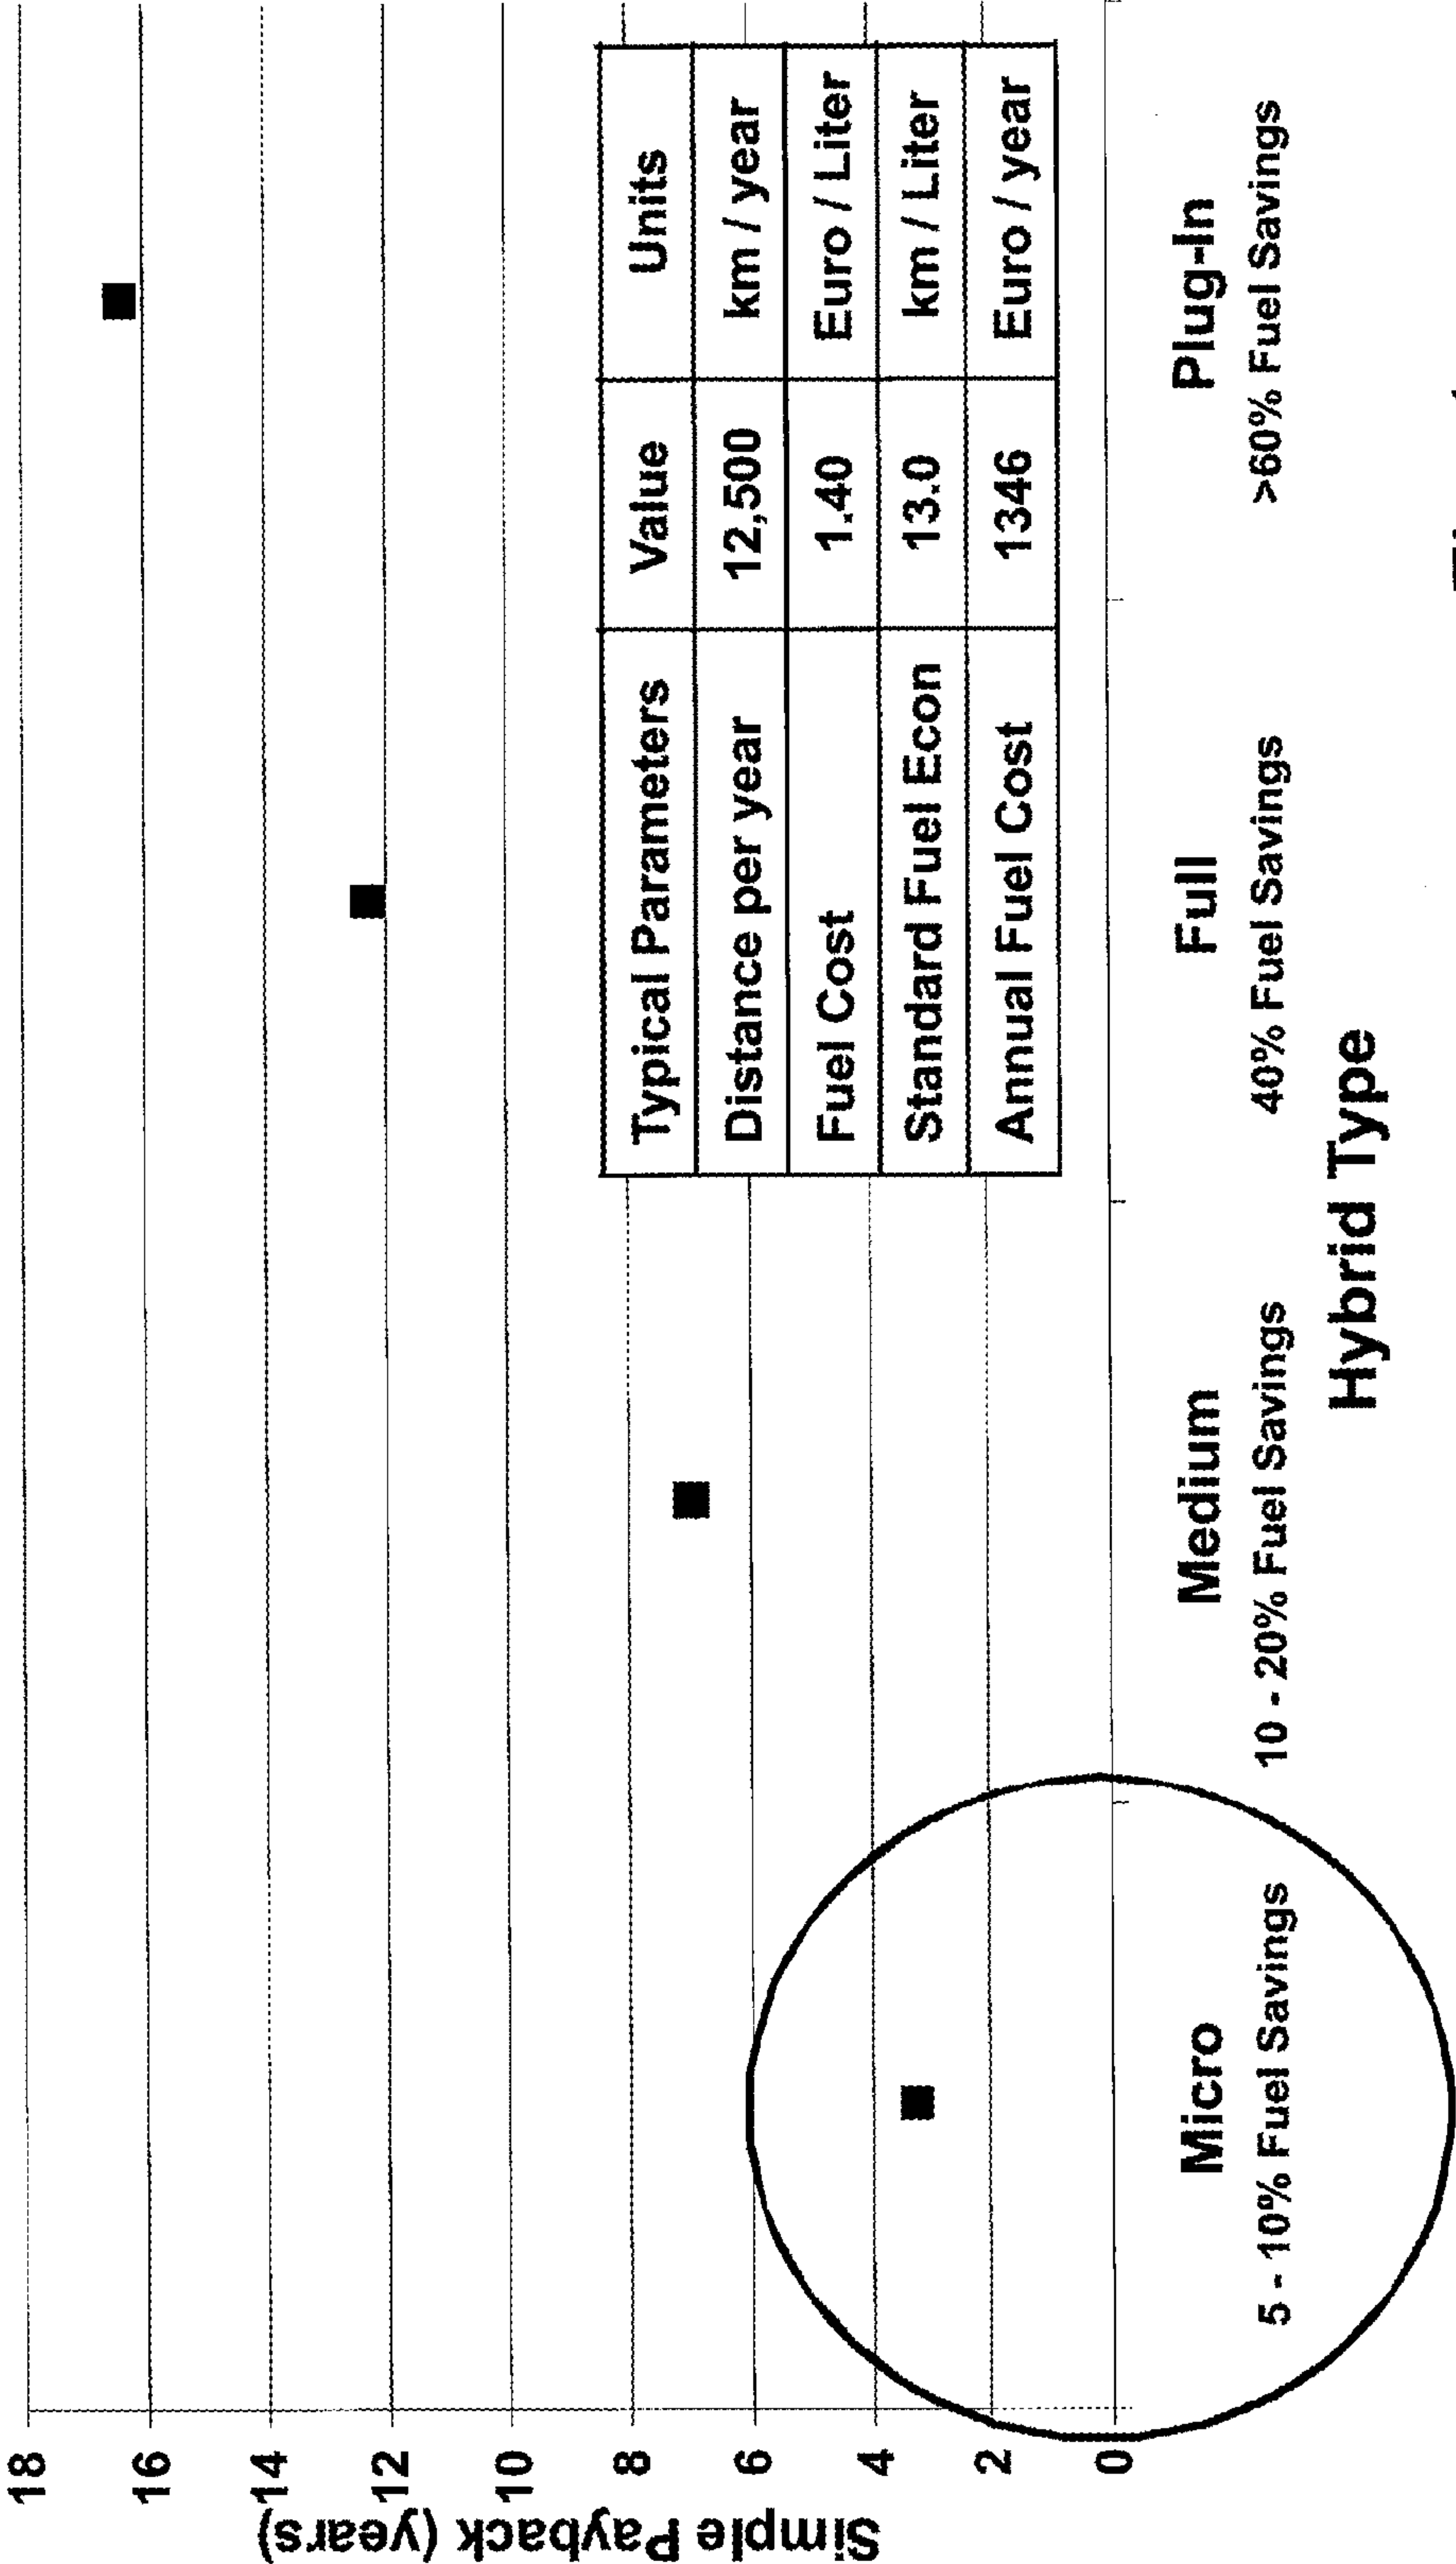 Simple Payback (years)
18
16
14
12
10
8
6
4
2
0
Typical Parameters Value Units
Distance per year 12,500 km / year
Fuel Cost 1.40 Euro / Liter
Standard Fuel Econ 13.0 km / Liter
Annual Fuel Cost 1346 Euro / year
Micro Medium Full Plug-In
5 - 10% Fuel Savings 10 - 20% Fuel Savings 40% Fuel Savings >60% Fuel Savings
Hybrid Type